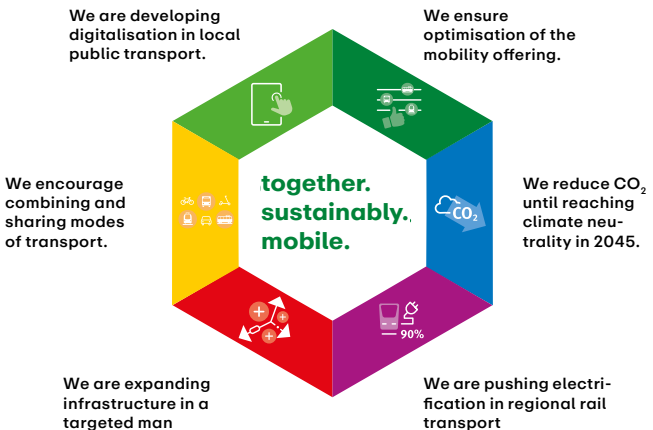 We are developing
digitalisation in local
public transport.
We ensure
optimisation of the
mobility offering.
We encourage
combining and
sharing modes
of transport.
together.
sustainably.
mobile.
CO₂
We reduce CO₂
until reaching
climate neu-
trality in 2045.
90%
We are expanding
infrastructure in a
targeted man
We are pushing electri-
fication in regional rail
transport